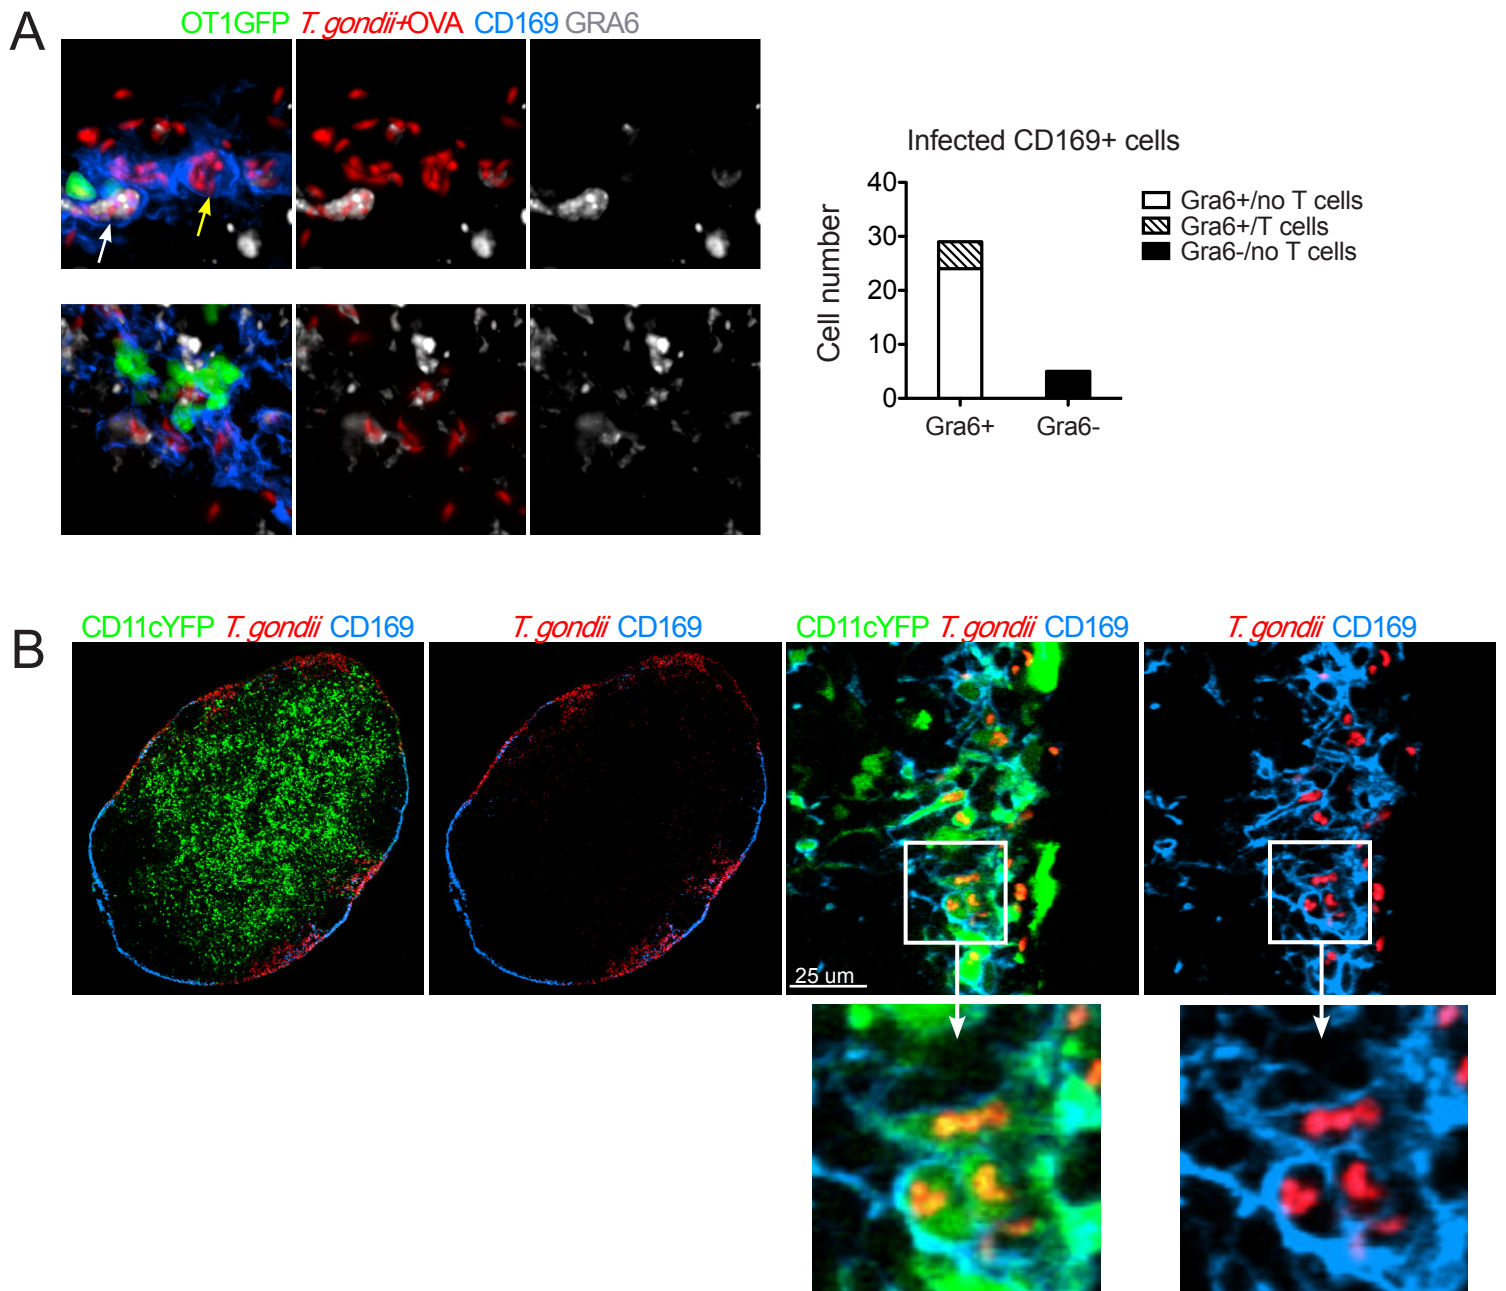 A
OT1GFP T. gondii+OVA CD169 GRA6
Infected CD169+ cells
40
30
20
10
0
Cell number
Gra6+
Gra6-
Gra6+/no T cells
Gra6+/T cells
Gra6-/no T cells
B
CD11cYFP T. gondii CD169
T. gondii CD169
CD11cYFP T. gondii CD169
T. gondii CD169
25 um